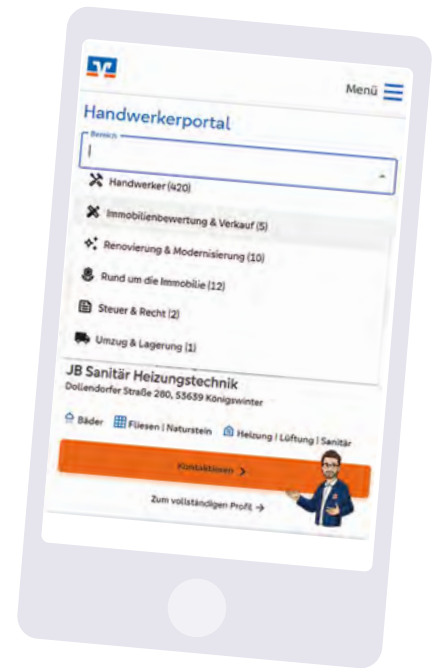 Menü
Handwerkerportal
Bereich
Handwerker (420)
Immobilienbewertung & Verkauf (5)
Renovierung & Modernisierung (10)
Rund um die Immobilie (12)
Steuer & Recht (2)
Umzug & Lagerung (1)
JB Sanitär Heizungstechnik
Dollendorfer Straße 280, 53639 Königswinter
Bäder Fliesen | Naturstein Heizung | Lüftung | Sanitär
Kontaktieren >
Zum vollständigen Profil →